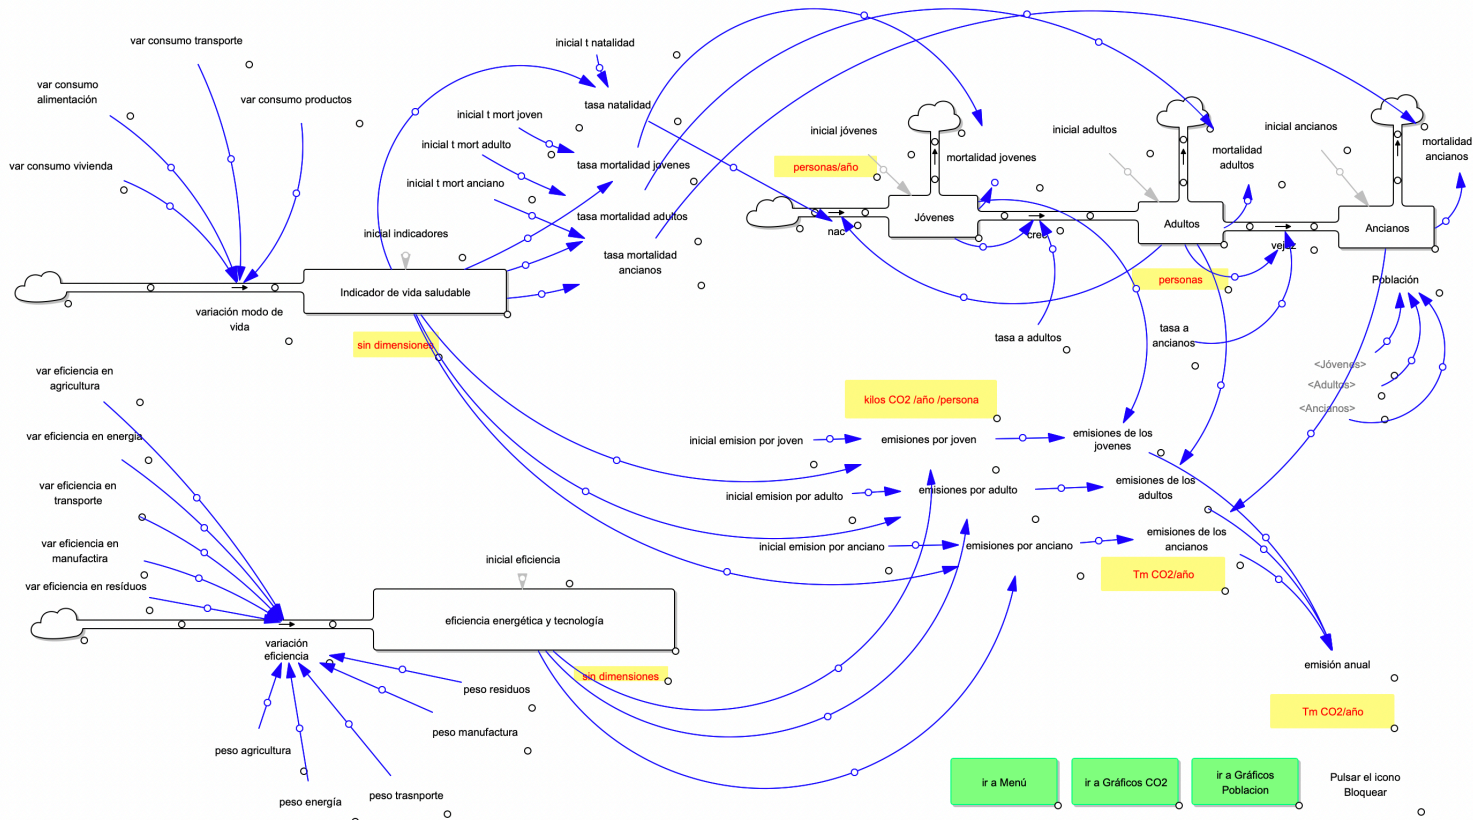 var consumo transporte
var consumo
alimentación
var consumo productos
var consumo vivienda
inicial t natalidad
tasa natalidad
inicial t mort joven
inicial t mort adulto
inicial t mort anciano
tasa mortalidad jovenes
tasa mortalidad adultos
tasa mortalidad
ancianos
inicial indicadores
Indicador de vida saludable
variación modo de
vida
sin dimensiones
inicial jóvenes
personas/año
mortalidad jovenes
Jóvenes
nac
crec
inicial adultos
mortalidad
adultos
Adultos
personas
vejez
inicial ancianos
mortalidad
ancianos
Ancianos
Población
tasa a adultos
tasa a
ancianos
<Jóvenes>
<Adultos>
<Ancianos>
kilos CO2 /año /persona
inicial emision por joven
emisiones por joven
emisiones de los
jovenes
inicial emision por adulto
emisiones por adulto
emisiones de los
adultos
inicial emision por anciano
emisiones por anciano
emisiones de los
ancianos
Tm CO2/año
var eficiencia en
agricultura
var eficiencia en energia
var eficiencia en
transporte
var eficiencia en
manufactira
var eficiencia en resíduos
inicial eficiencia
eficiencia energética y tecnología
variación
eficiencia
sin dimensiones
peso residuos
peso manufactura
peso agricultura
peso energía
peso trasnporte
emisión anual
Tm CO2/año
ir a Menú
ir a Gráficos CO2
ir a Gráficos
Poblacion
Pulsar el icono
Bloquear